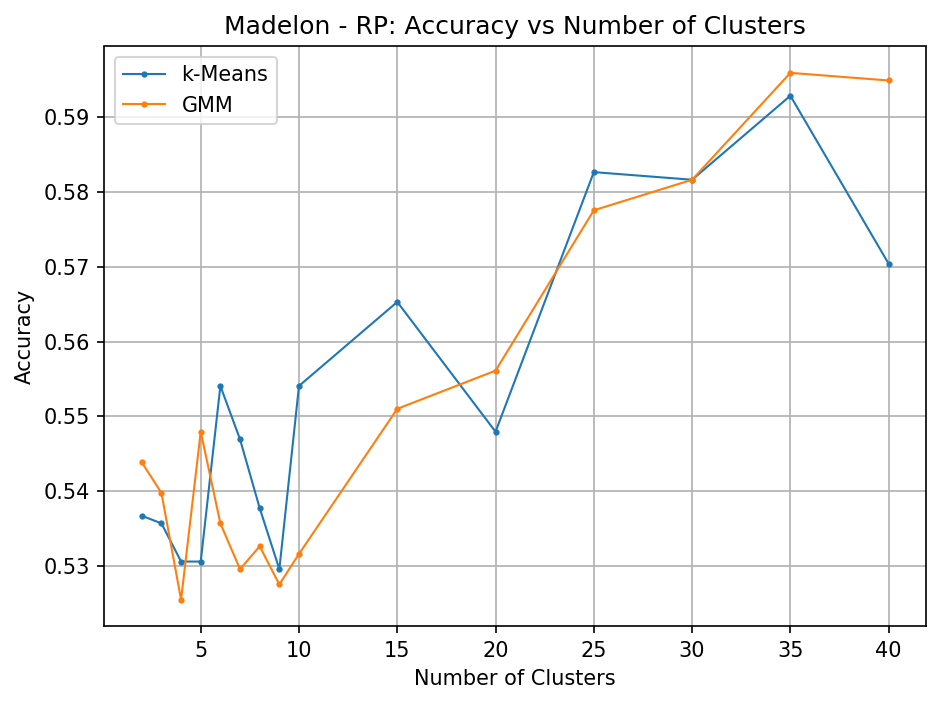 Madelon - RP: Accuracy vs Number of Clusters
k-Means
GMM
Accuracy
0.59
0.58
0.57
0.56
0.55
0.54
0.53
5 10 15 20 25 30 35 40
Number of Clusters